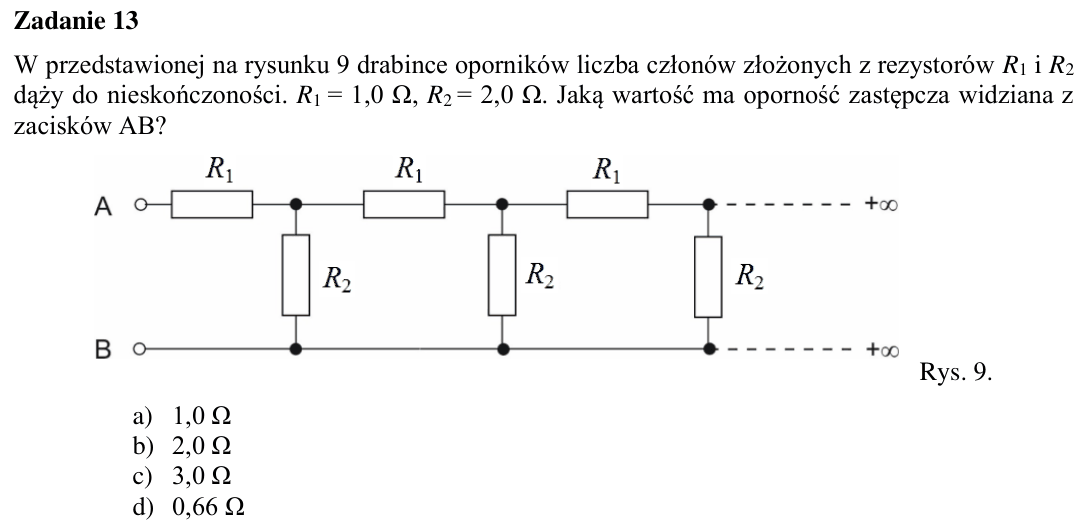 Zadanie 13
W przedstawionej na rysunku 9 drabince oporników liczba członów złożonych z rezystorów R₁ i R₂
dąży do nieskończoności. R₁ = 1,0 Ω, R₂ = 2,0 Ω. Jaką wartość ma oporność zastępcza widziana z
zacisków AB?
R₁ R₁ R₁
A +∞
R₂ R₂ R₂
B +∞
Rys. 9.
a) 1,0 Ω
b) 2,0 Ω
c) 3,0 Ω
d) 0,66 Ω